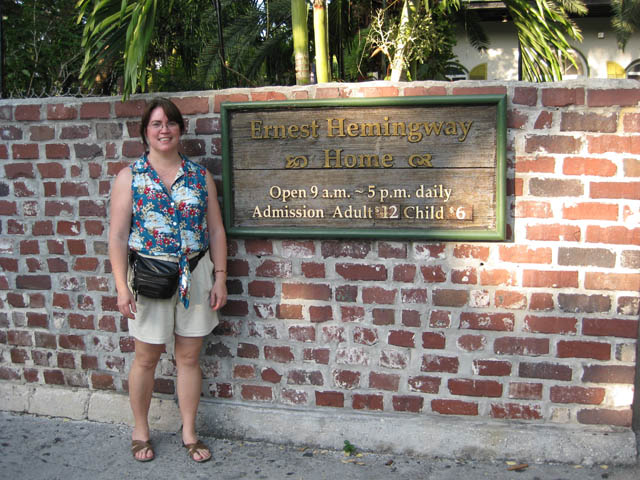 Ernest Hemingway
Home
Open 9 a.m. ~ 5 p.m. daily
Admission Adult $12 Child $6